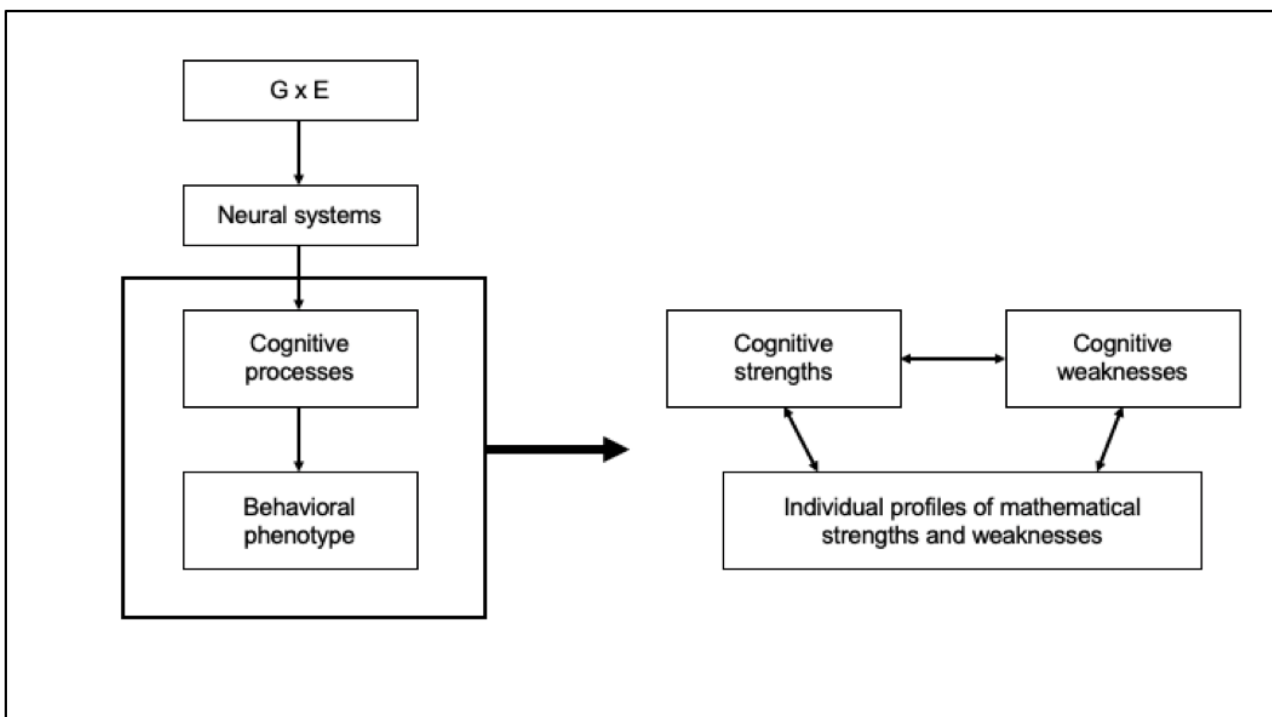 G x E
Neural systems
Cognitive
processes
Behavioral
phenotype
Cognitive
strengths
Cognitive
weaknesses
Individual profiles of mathematical
strengths and weaknesses